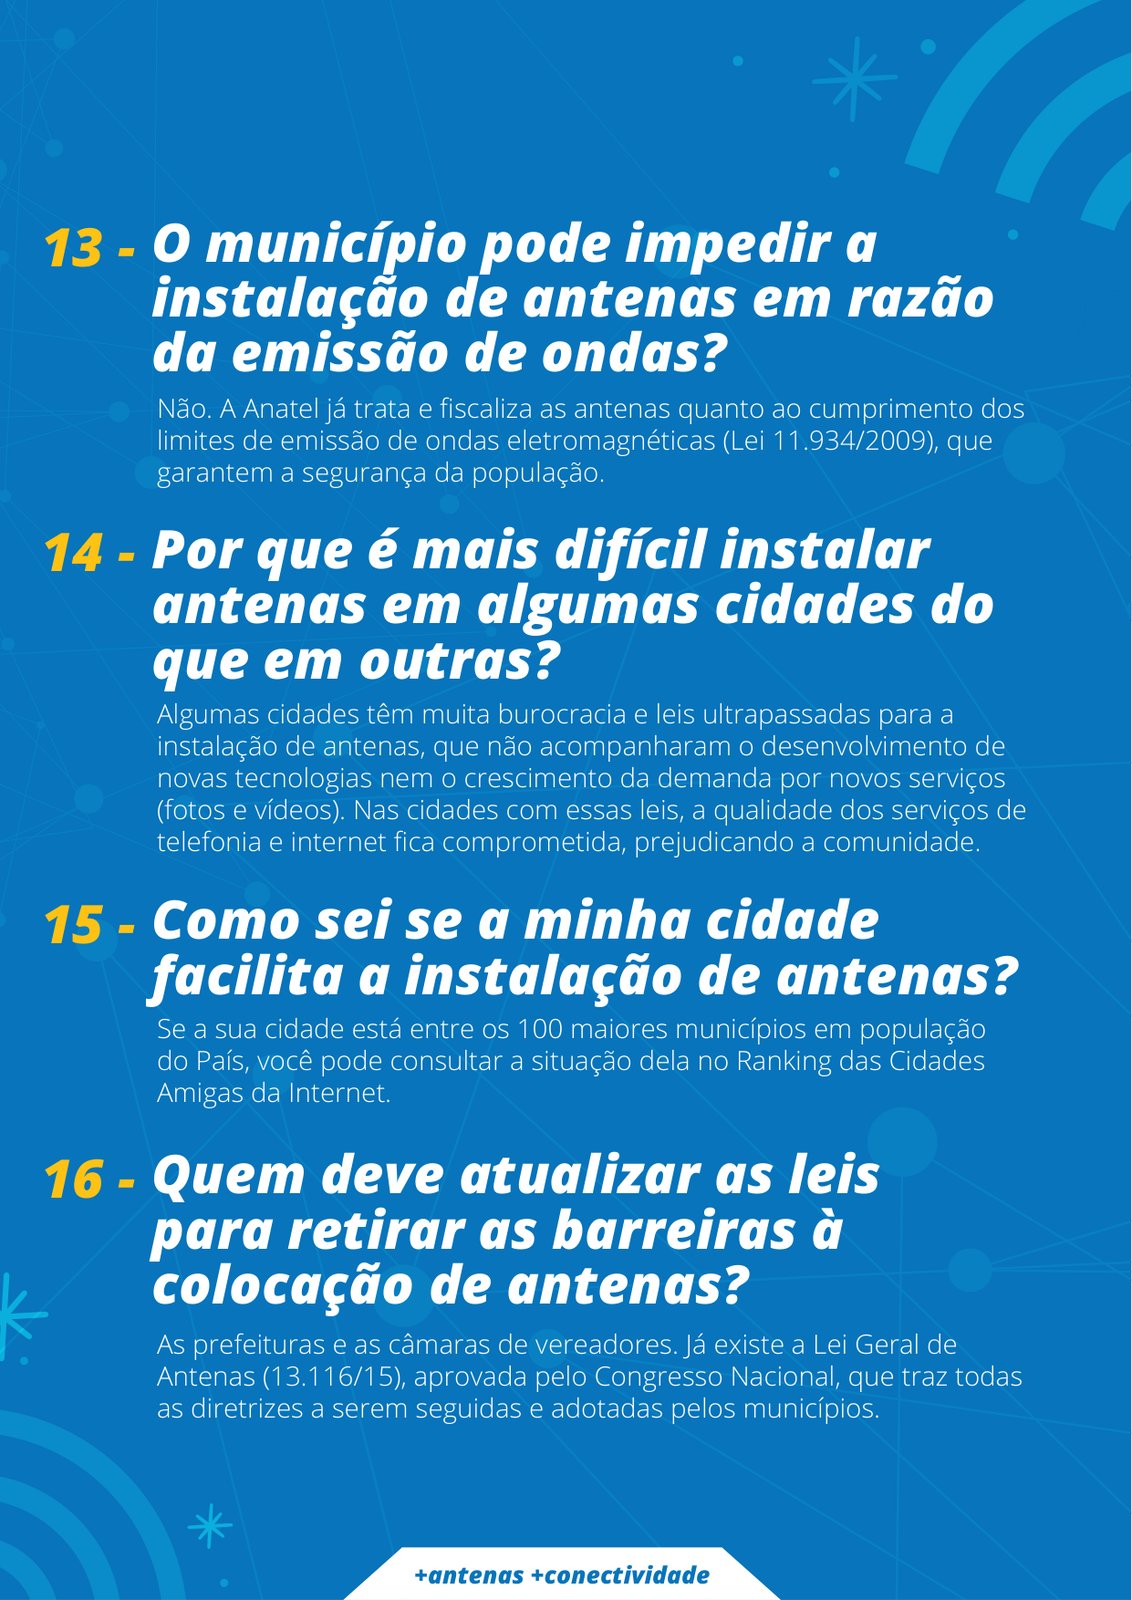 13 - O município pode impedir a
instalação de antenas em razão
da emissão de ondas?
Não. A Anatel já trata e fiscaliza as antenas quanto ao cumprimento dos
limites de emissão de ondas eletromagnéticas (Lei 11.934/2009), que
garantem a segurança da população.
14 - Por que é mais difícil instalar
antenas em algumas cidades do
que em outras?
Algumas cidades têm muita burocracia e leis ultrapassadas para a
instalação de antenas, que não acompanharam o desenvolvimento de
novas tecnologias nem o crescimento da demanda por novos serviços
(fotos e vídeos). Nas cidades com essas leis, a qualidade dos serviços de
telefonia e internet fica comprometida, prejudicando a comunidade.
15 - Como sei se a minha cidade
facilita a instalação de antenas?
Se a sua cidade está entre os 100 maiores municípios em população
do País, você pode consultar a situação dela no Ranking das Cidades
Amigas da Internet.
16 - Quem deve atualizar as leis
para retirar as barreiras à
colocação de antenas?
As prefeituras e as câmaras de vereadores. Já existe a Lei Geral de
Antenas (13.116/15), aprovada pelo Congresso Nacional, que traz todas
as diretrizes a serem seguidas e adotadas pelos municípios.
+antenas +conectividade